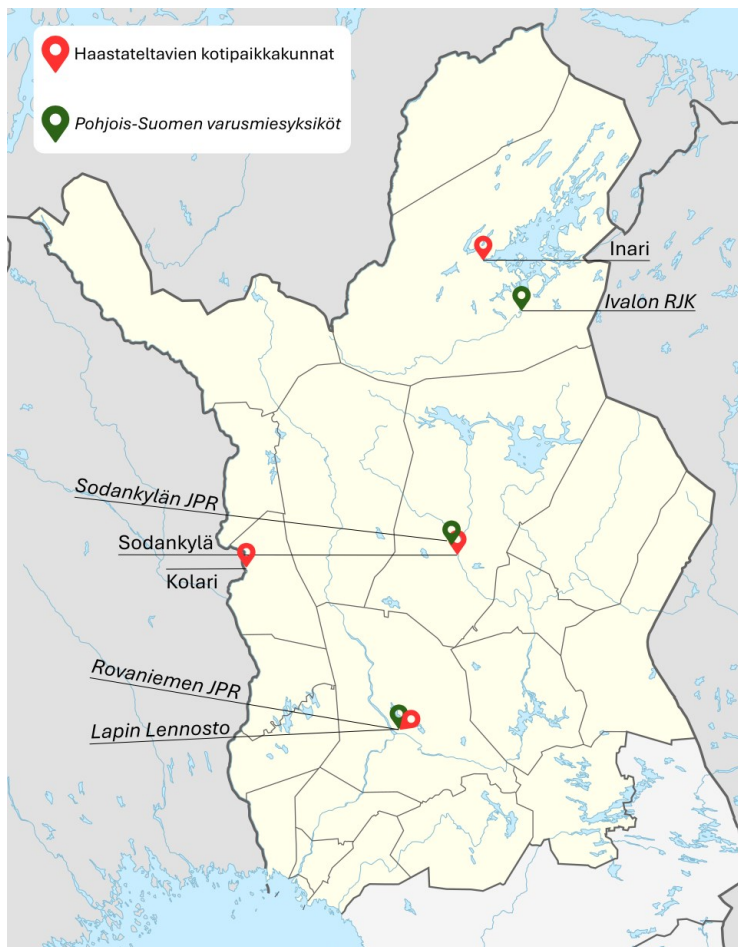 Haastateltavien kotipaikkakunnat
Pohjois-Suomen varusmiesyksiköt
Inari
Ivalon RJK
Sodankylän JPR
Sodankylä
Kolari
Rovaniemen JPR
Lapin Lennosto